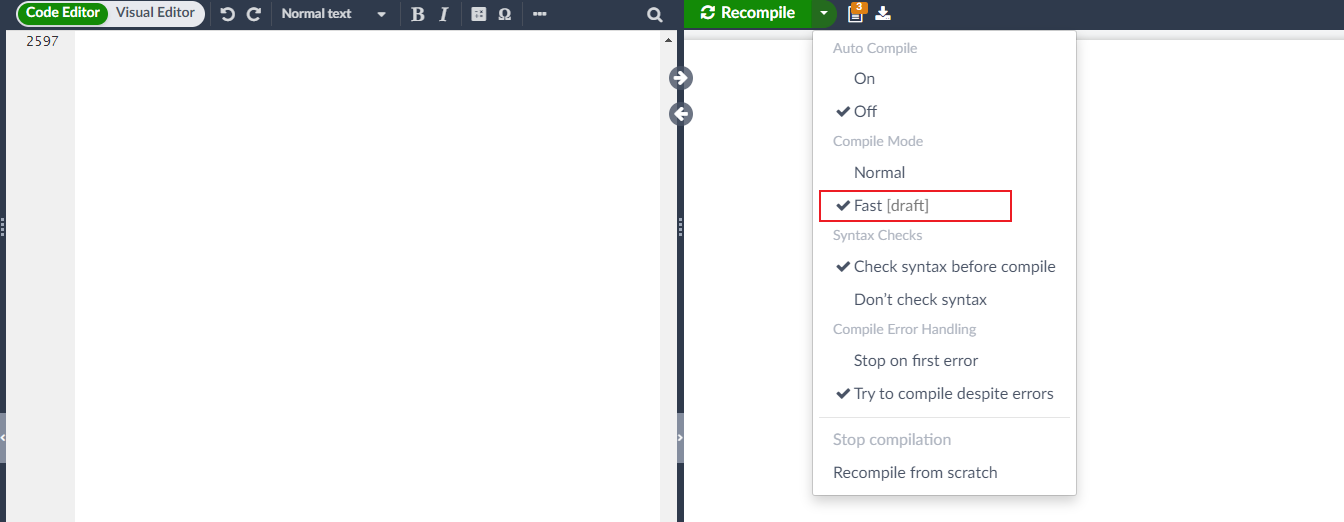 Code Editor Visual Editor Normal text B I Ω ...
Recompile 3
2597
Auto Compile
On
Off
Compile Mode
Normal
Fast [draft]
Syntax Checks
Check syntax before compile
Don't check syntax
Compile Error Handling
Stop on first error
Try to compile despite errors
Stop compilation
Recompile from scratch